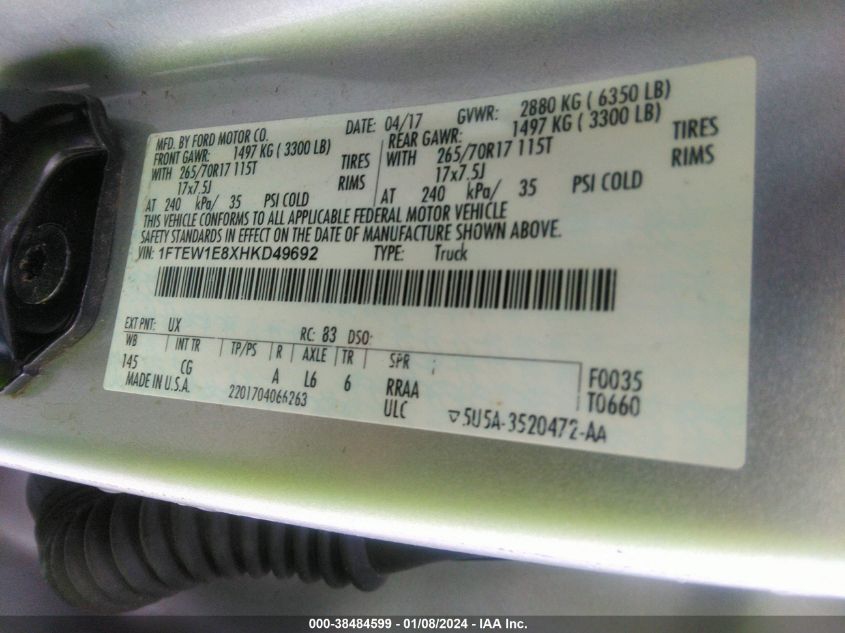 MFD. BY FORD MOTOR CO.
DATE: 04/17 GVWR: 2880 KG ( 6350 LB)
FRONT GAWR: 1497 KG ( 3300 LB) REAR GAWR: 1497 KG ( 3300 LB)
WITH 265/70R17 115T TIRES WITH 265/70R17 115T TIRES
17x7.5J RIMS 17x7.5J RIMS
AT 240 kPa/ 35 PSI COLD AT 240 kPa/ 35 PSI COLD
THIS VEHICLE CONFORMS TO ALL APPLICABLE FEDERAL MOTOR VEHICLE
SAFETY STANDARDS IN EFFECT ON THE DATE OF MANUFACTURE SHOWN ABOVE.
VIN: 1FTEW1E8XHKD49692 TYPE: Truck
EXT PNT: UX RC: 83 DSO:
WB INT TR TP/PS R AXLE TR SPR
145 CG A L6 6 RRAA F0035
MADE IN U.S.A. 2201704066263 ULC T0660
▽5U5A-3520472-AA
000-38484599 - 01/08/2024 - IAA Inc.